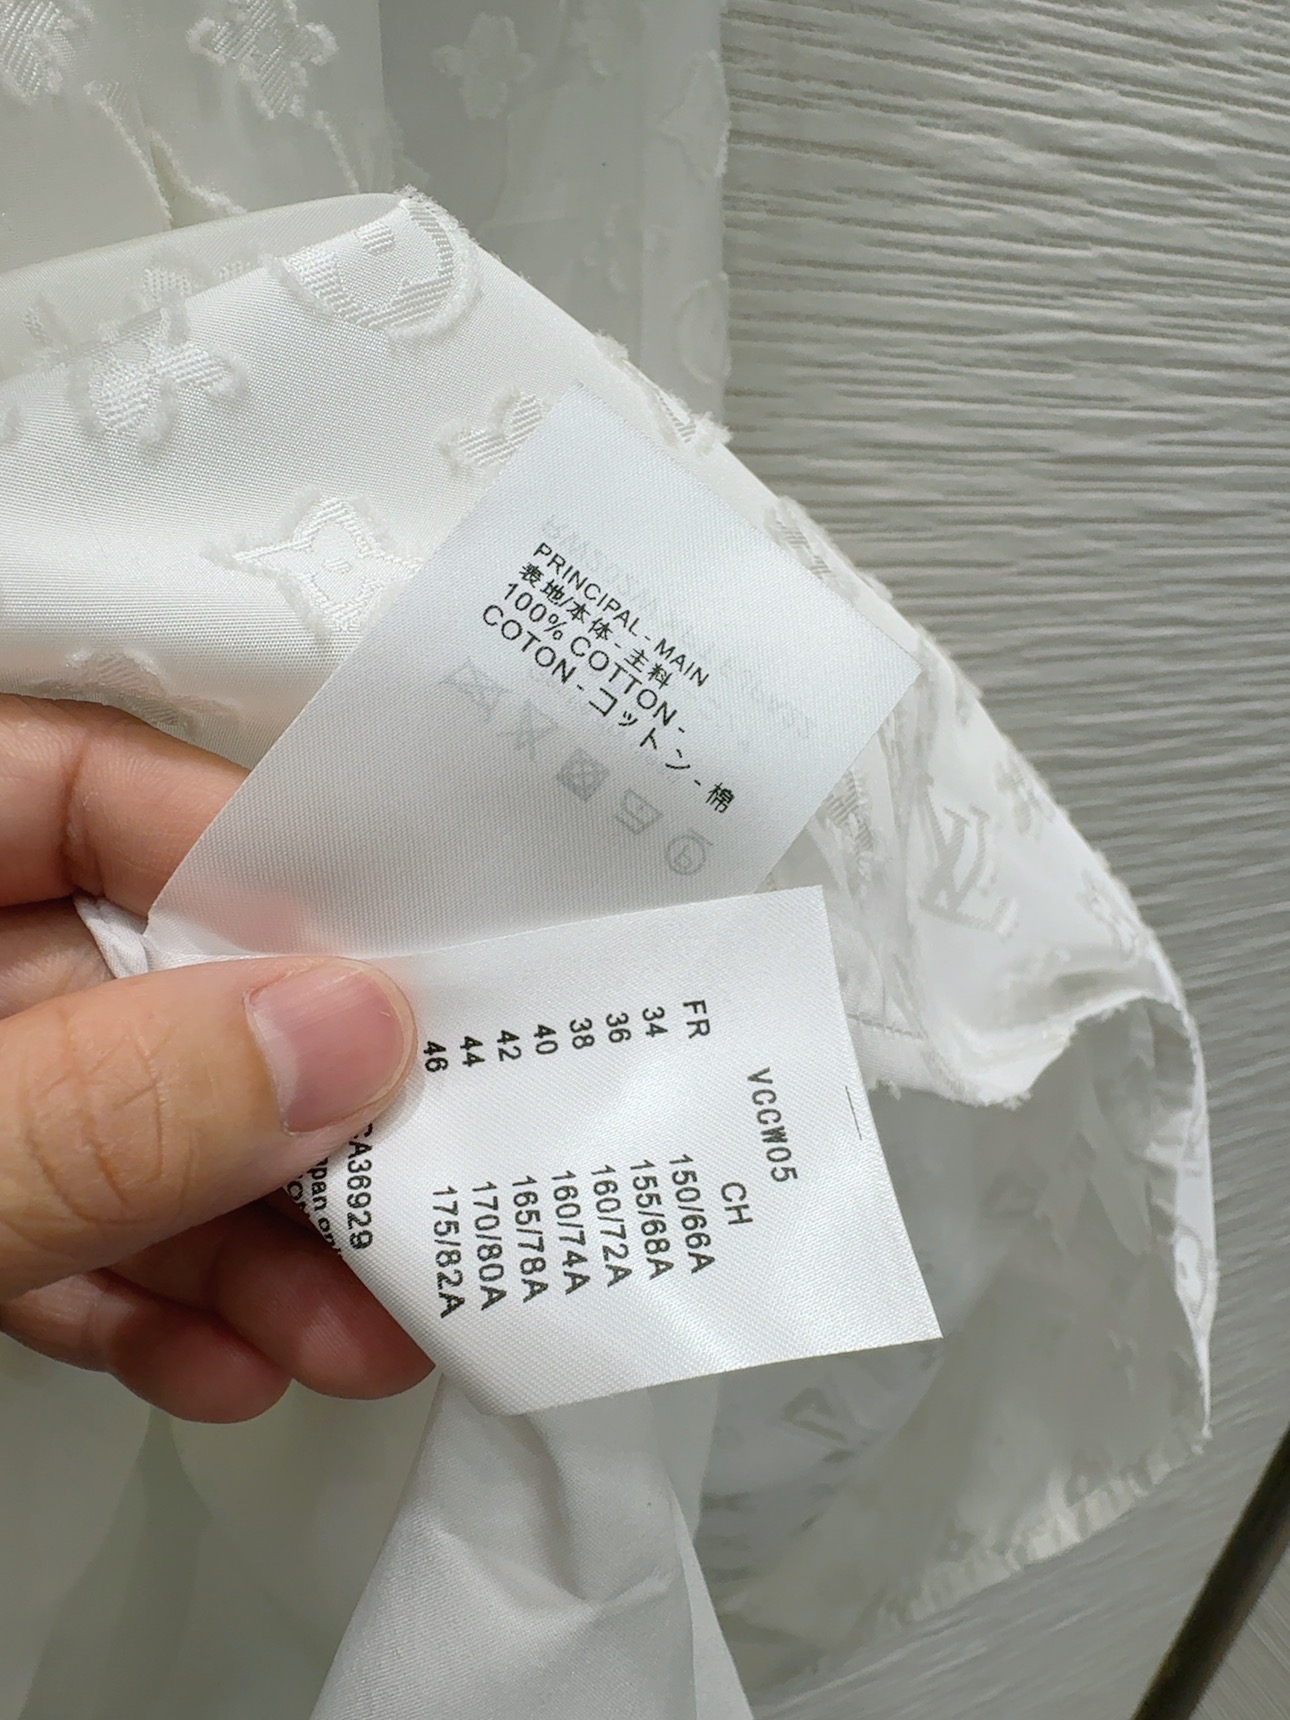 PRINCIPAL - MAIN
表地/本体 - 主料
100% COTTON -
COTON - コットン - 棉
VCCW05
FR CH
34 150/66A
36 155/68A
38 160/72A
40 160/74A
42 165/78A
44 170/80A
46 175/82A
CA36929
LV